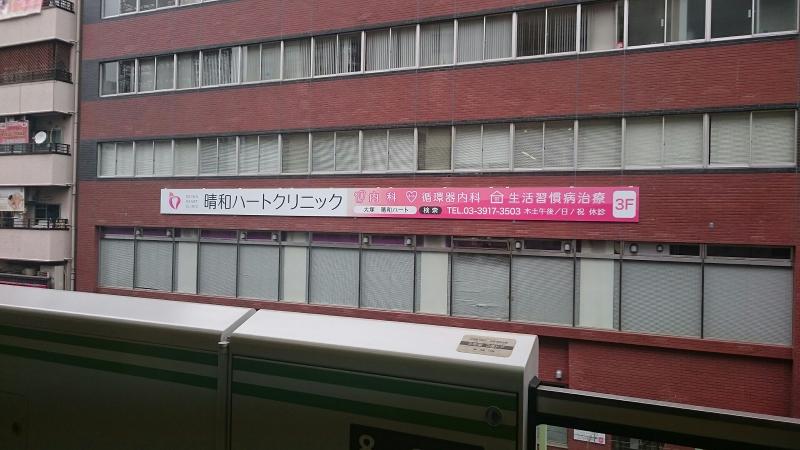 晴和ハートクリニック
内科 循環器内科 生活習慣病治療
3F
大塚 晴和ハート 検索 TEL.03-3917-3503 木土午後／日／祝 休診